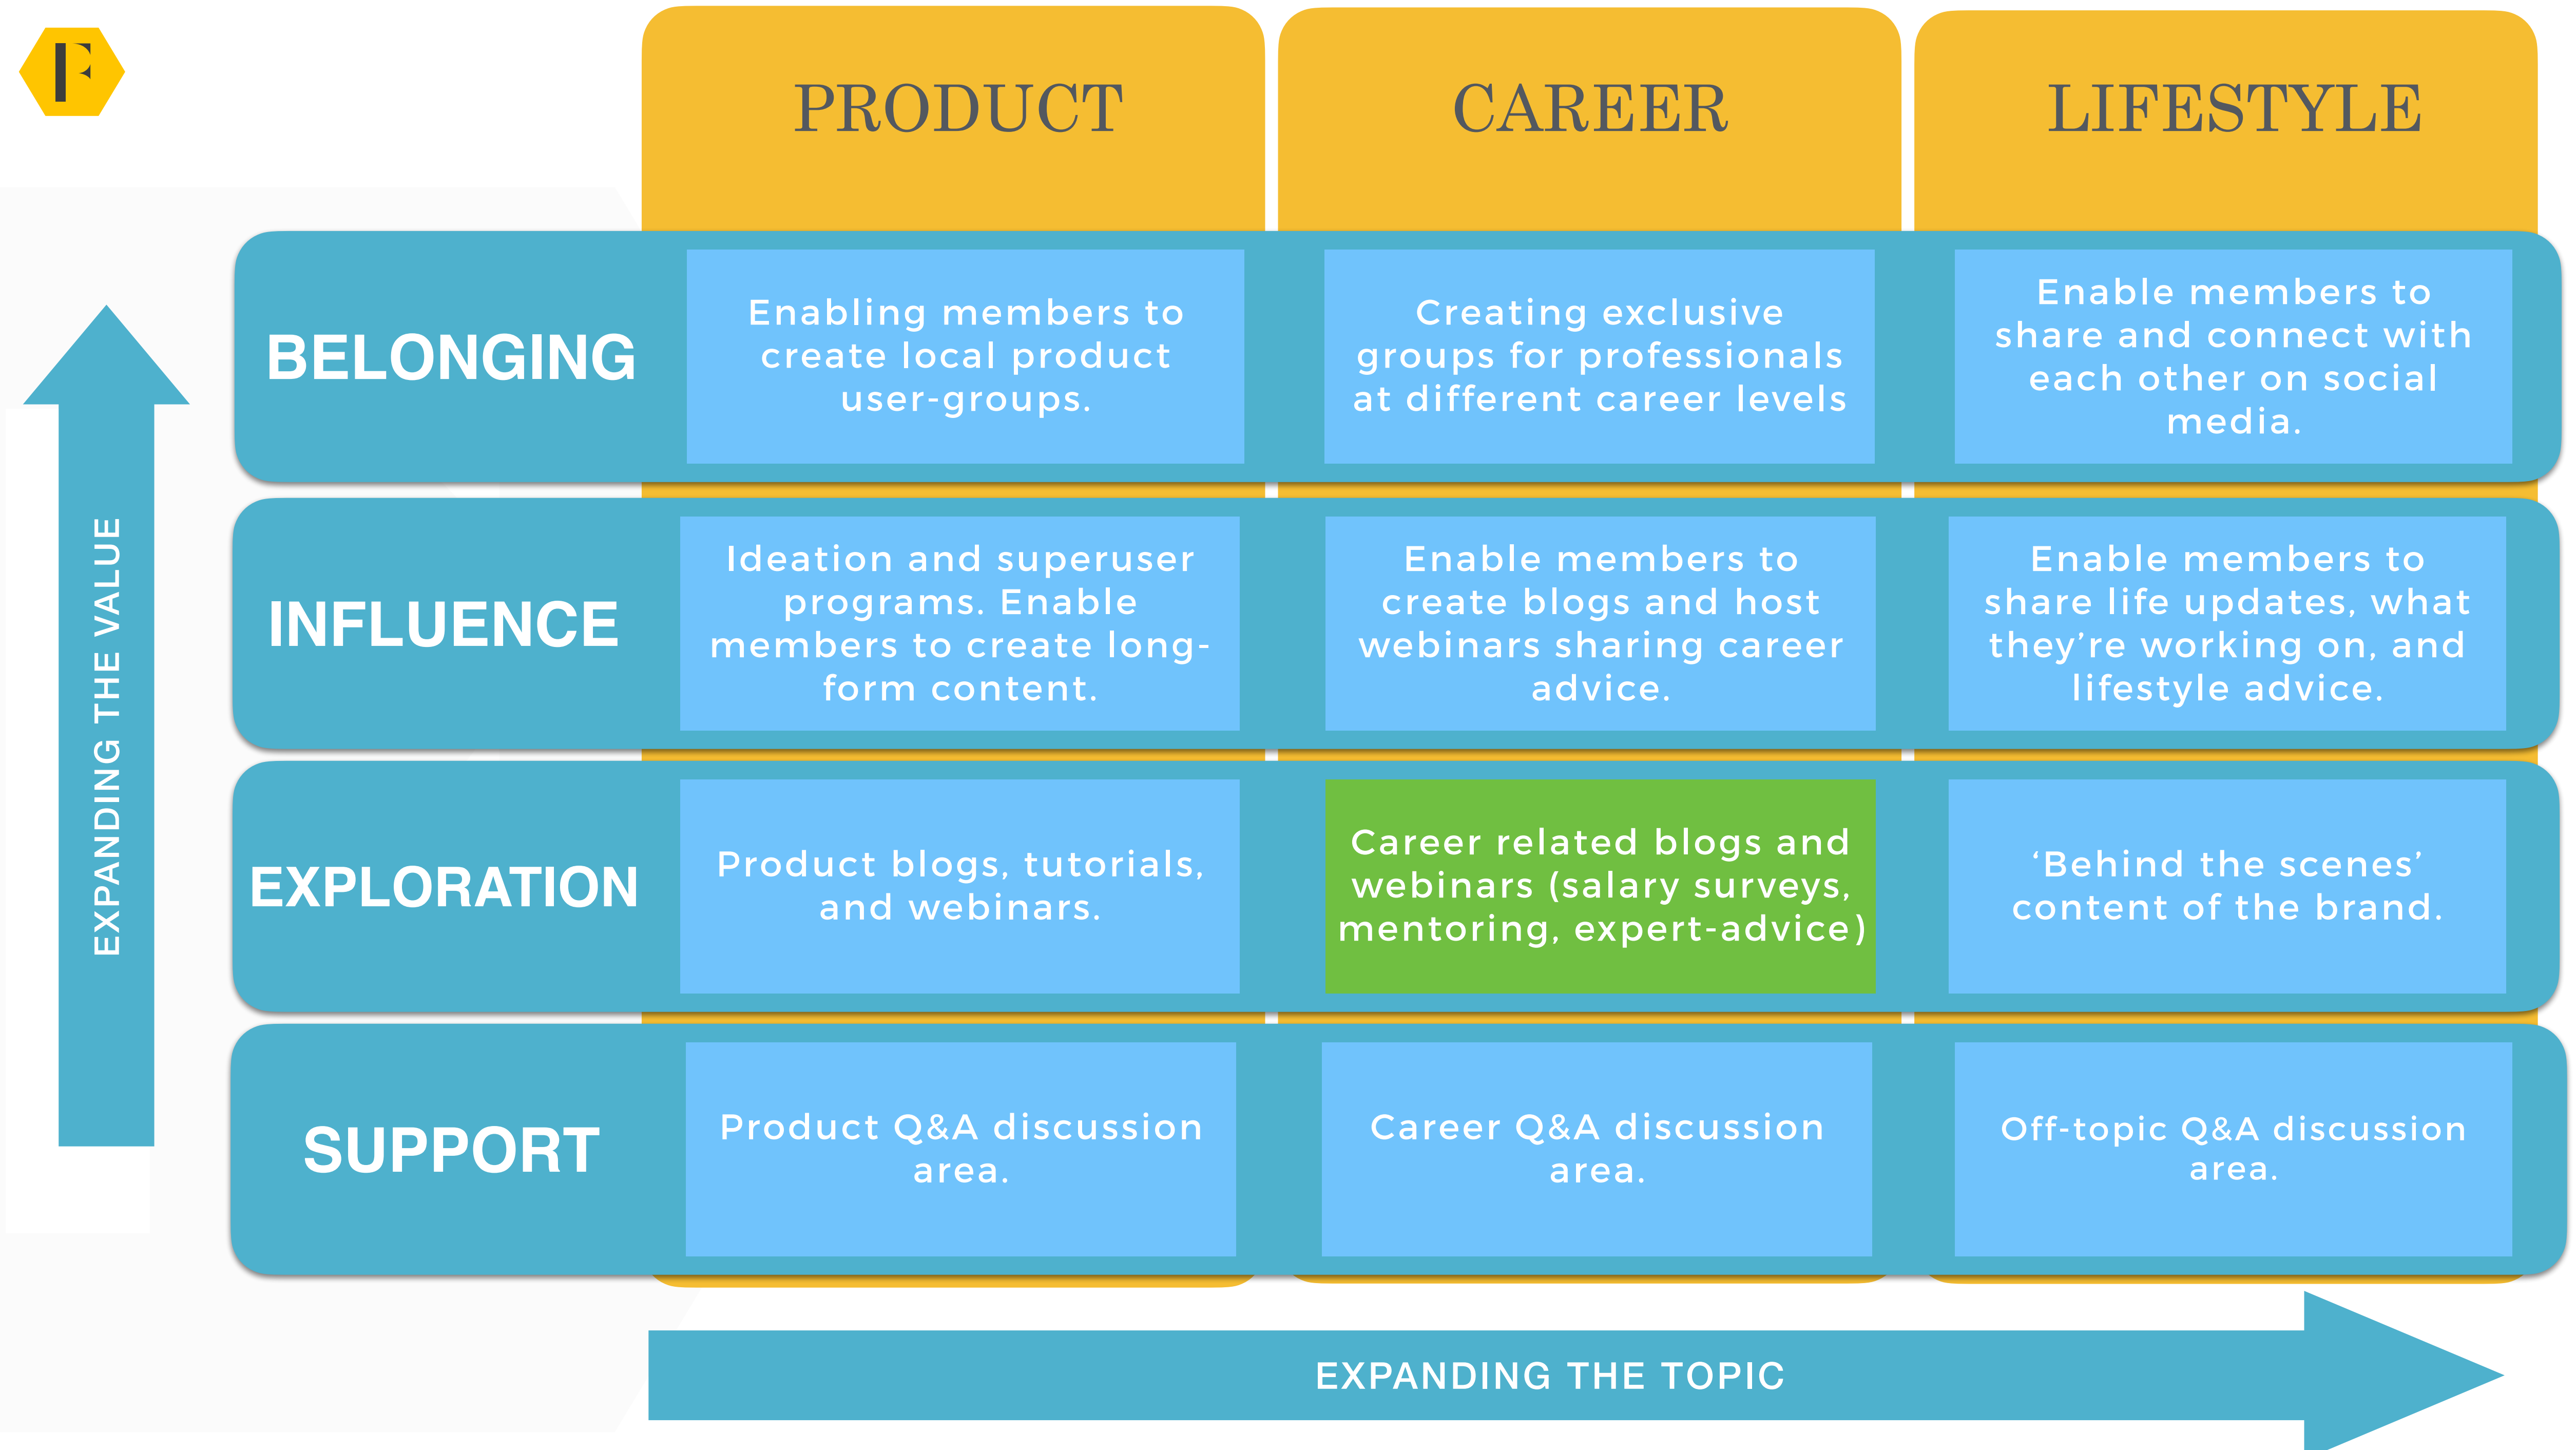 F
PRODUCT
CAREER
LIFESTYLE
EXPANDING THE VALUE
BELONGING
Enabling members to
create local product
user-groups.
Creating exclusive
groups for professionals
at different career levels
Enable members to
share and connect with
each other on social
media.
INFLUENCE
Ideation and superuser
programs. Enable
members to create long-
form content.
Enable members to
create blogs and host
webinars sharing career
advice.
Enable members to
share life updates, what
they’re working on, and
lifestyle advice.
EXPLORATION
Product blogs, tutorials,
and webinars.
Career related blogs and
webinars (salary surveys,
mentoring, expert-advice)
‘Behind the scenes’
content of the brand.
SUPPORT
Product Q&A discussion
area.
Career Q&A discussion
area.
Off-topic Q&A discussion
area.
EXPANDING THE TOPIC